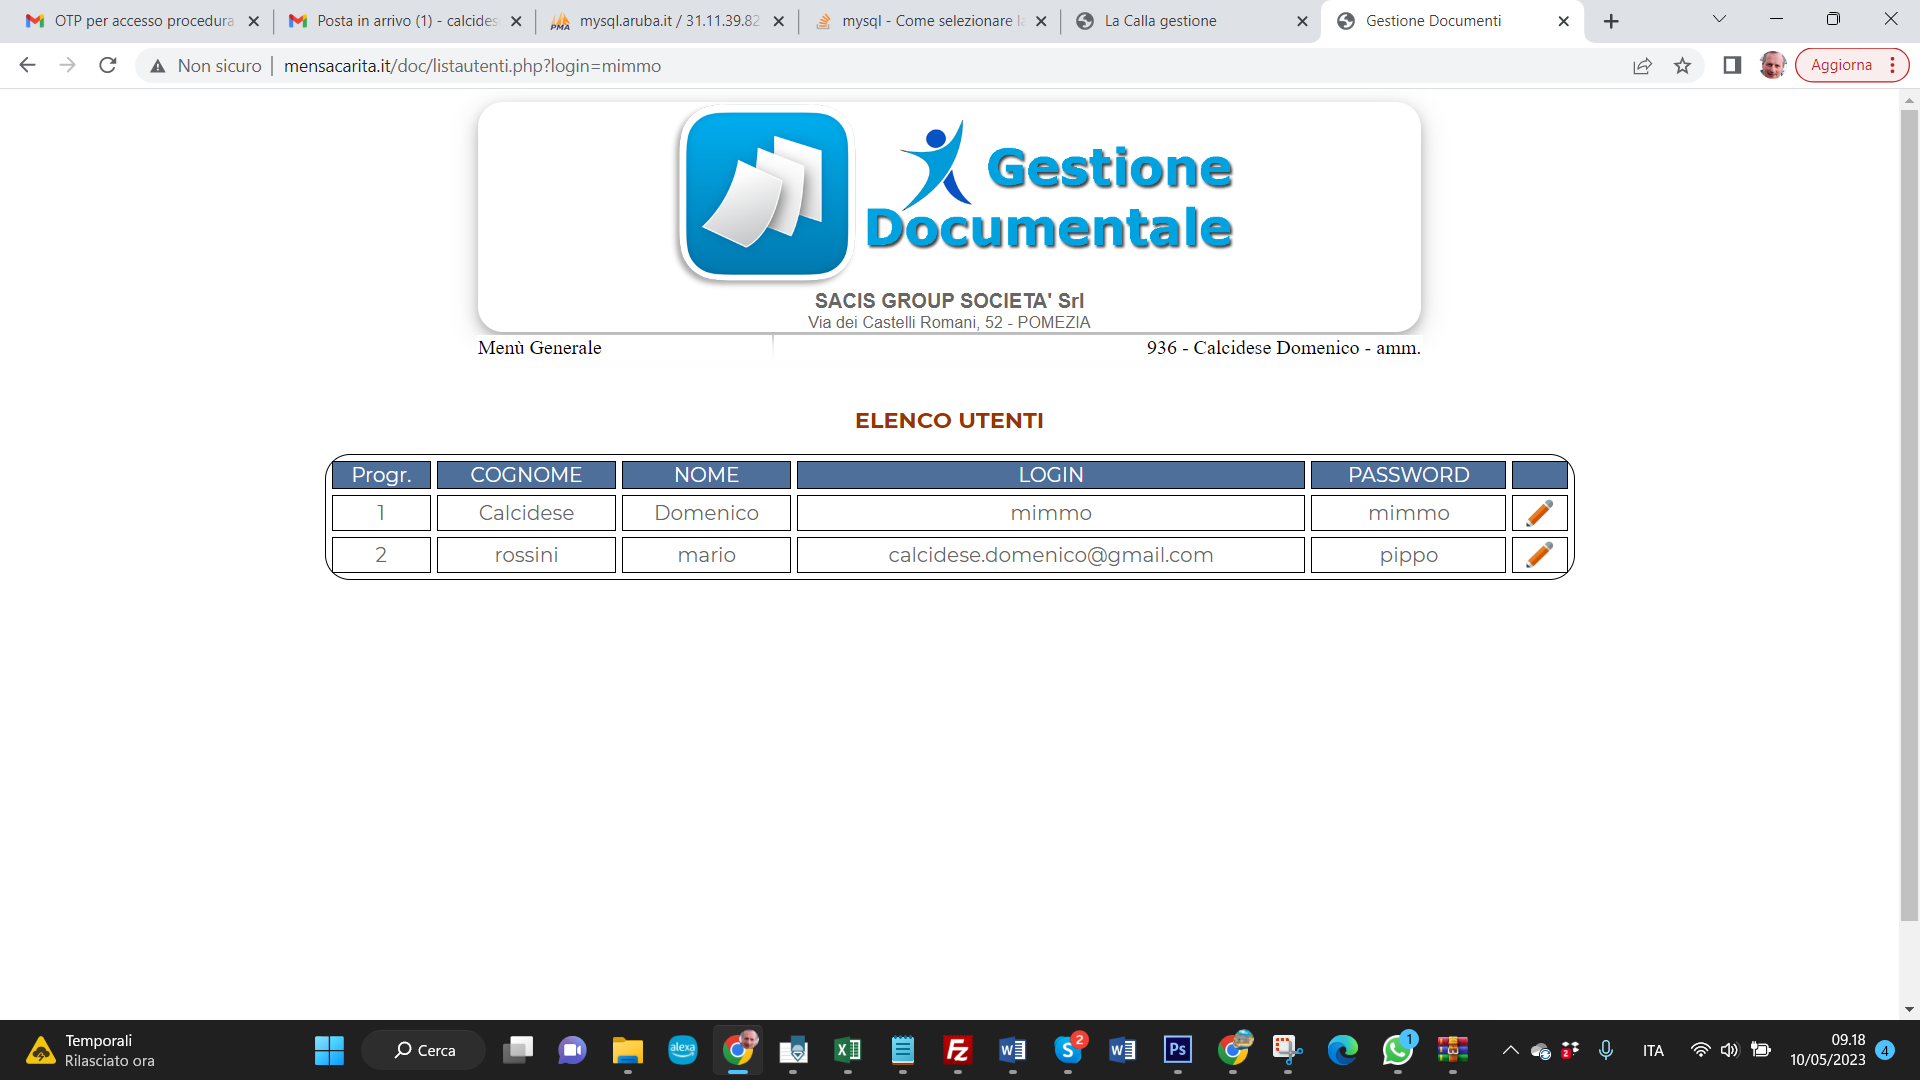 OTP per accesso procedura
Posta in arrivo (1) - calcides
mysql.aruba.it / 31.11.39.82
mysql - Come selezionare la
La Calla gestione
Gestione Documenti
Non sicuro
mensacarita.it/doc/listautenti.php?login=mimmo
Aggiorna
Gestione
Documentale
SACIS GROUP SOCIETA' Srl
Via dei Castelli Romani, 52 - POMEZIA
Menù Generale
936 - Calcidese Domenico - amm.
ELENCO UTENTI
Progr. COGNOME NOME LOGIN PASSWORD
1 Calcidese Domenico mimmo mimmo
2 rossini mario calcidese.domenico@gmail.com pippo
Temporali
Rilasciato ora
Cerca
alexa
ITA
09.18
10/05/2023
4